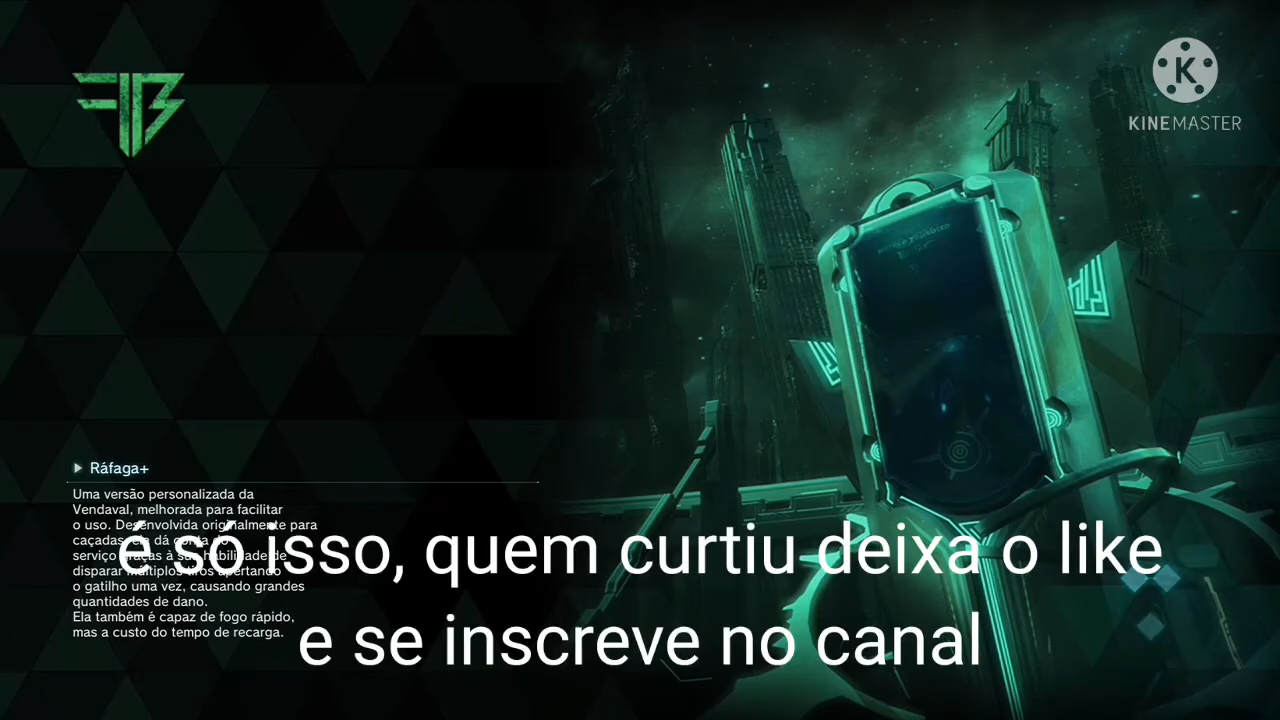 KINEMASTER
Ráfaga+
Uma versão personalizada da
Vendaval, melhorada para facilitar
o uso. Desenvolvida originalmente para
caçadas, ela dá conta do
serviço graças à sua habilidade de
disparar múltiplos tiros apertando
o gatilho uma vez, causando grandes
quantidades de dano.
Ela também é capaz de fogo rápido,
mas a custo do tempo de recarga.
é só isso, quem curtiu deixa o like
e se inscreve no canal